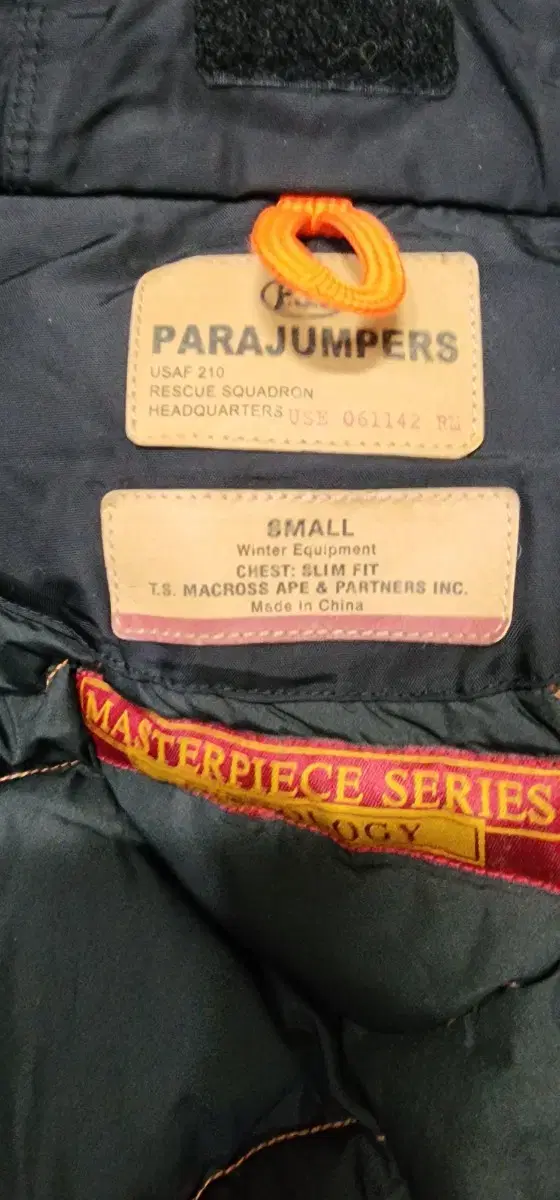 PARAJUMPERS
USAF 210
RESCUE SQUADRON
HEADQUARTERS USE 061142 RM
SMALL
Winter Equipment
CHEST: SLIM FIT
T.S. MACROSS APE & PARTNERS INC.
Made in China
MASTERPIECE SERIES